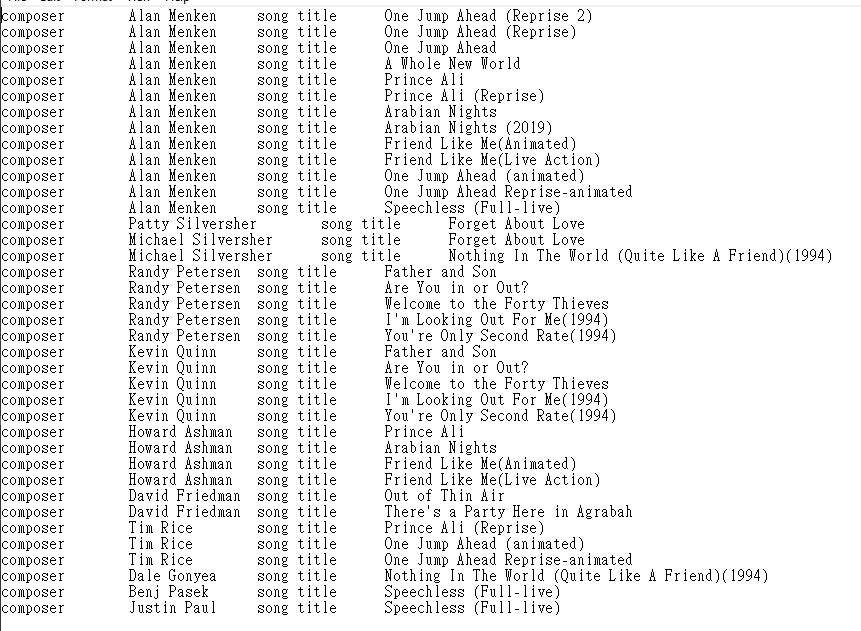 composer Alan Menken song title One Jump Ahead (Reprise 2)
composer Alan Menken song title One Jump Ahead (Reprise)
composer Alan Menken song title One Jump Ahead
composer Alan Menken song title A Whole New World
composer Alan Menken song title Prince Ali
composer Alan Menken song title Prince Ali (Reprise)
composer Alan Menken song title Arabian Nights
composer Alan Menken song title Arabian Nights (2019)
composer Alan Menken song title Friend Like Me(Animated)
composer Alan Menken song title Friend Like Me(Live Action)
composer Alan Menken song title One Jump Ahead (animated)
composer Alan Menken song title One Jump Ahead Reprise-animated
composer Alan Menken song title Speechless (Full-live)
composer Patty Silversher song title Forget About Love
composer Michael Silversher song title Forget About Love
composer Michael Silversher song title Nothing In The World (Quite Like A Friend)(1994)
composer Randy Petersen song title Father and Son
composer Randy Petersen song title Are You in or Out?
composer Randy Petersen song title Welcome to the Forty Thieves
composer Randy Petersen song title I'm Looking Out For Me(1994)
composer Randy Petersen song title You're Only Second Rate(1994)
composer Kevin Quinn song title Father and Son
composer Kevin Quinn song title Are You in or Out?
composer Kevin Quinn song title Welcome to the Forty Thieves
composer Kevin Quinn song title I'm Looking Out For Me(1994)
composer Kevin Quinn song title You're Only Second Rate(1994)
composer Howard Ashman song title Prince Ali
composer Howard Ashman song title Arabian Nights
composer Howard Ashman song title Friend Like Me(Animated)
composer Howard Ashman song title Friend Like Me(Live Action)
composer David Friedman song title Out of Thin Air
composer David Friedman song title There's a Party Here in Agrabah
composer Tim Rice song title Prince Ali (Reprise)
composer Tim Rice song title One Jump Ahead (animated)
composer Tim Rice song title One Jump Ahead Reprise-animated
composer Dale Gonyea song title Nothing In The World (Quite Like A Friend)(1994)
composer Benj Pasek song title Speechless (Full-live)
composer Justin Paul song title Speechless (Full-live)